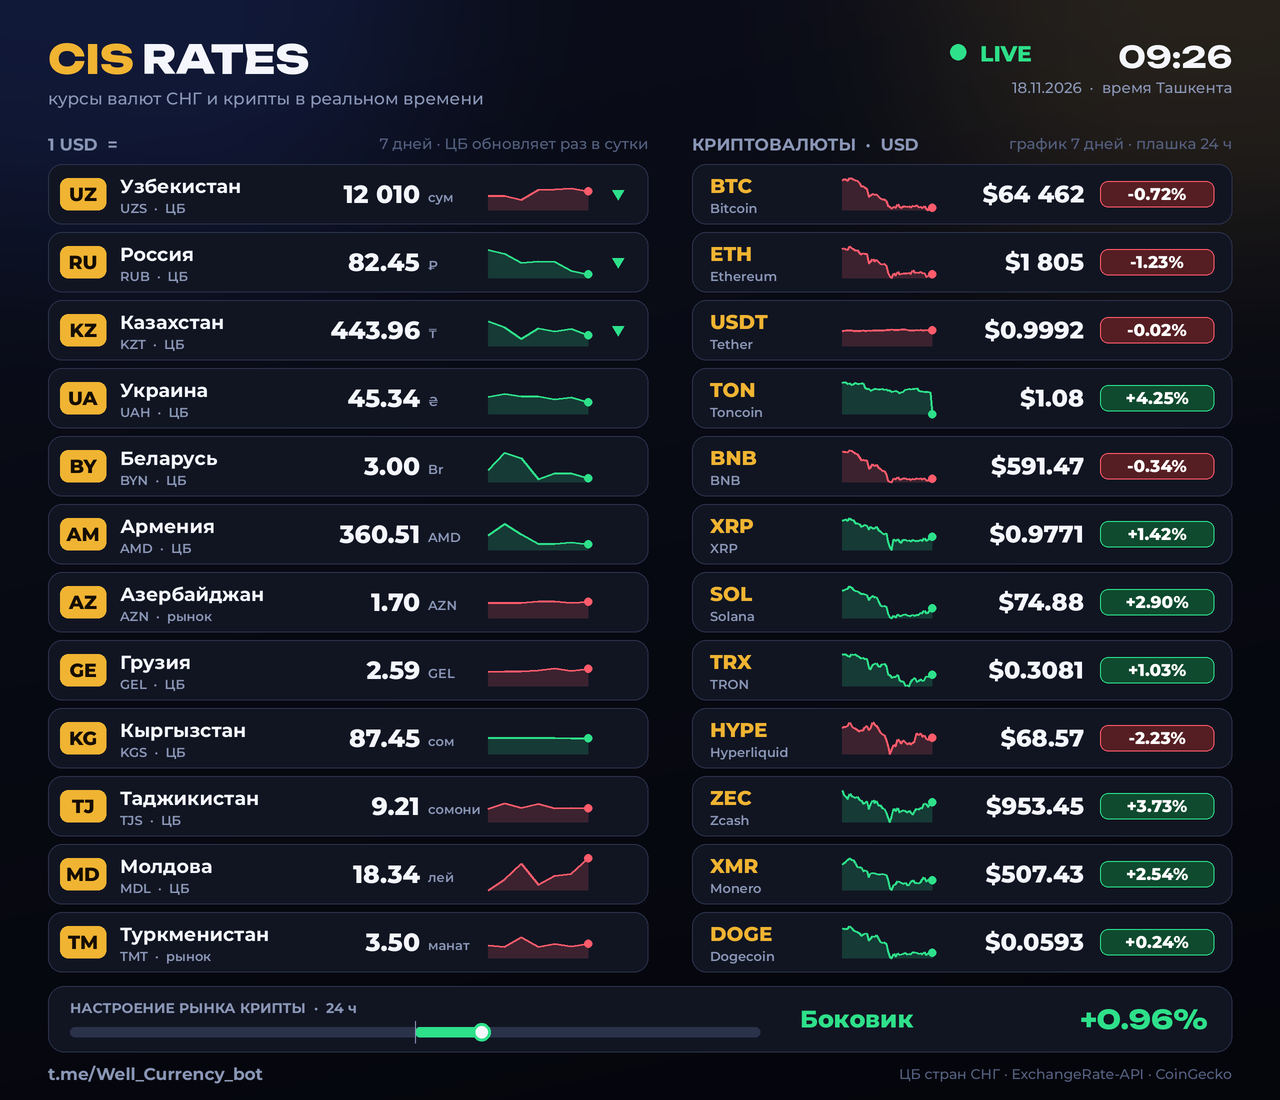 CIS RATES
курсы валют СНГ и крипты в реальном времени
LIVE 09:26
18.11.2026 · время Ташкента
1 USD =
7 дней · ЦБ обновляет раз в сутки
UZ Узбекистан 12 010 сум
UZS · ЦБ
RU Россия 82.45 ₽
RUB · ЦБ
KZ Казахстан 443.96 ₸
KZT · ЦБ
UA Украина 45.34 ₴
UAH · ЦБ
BY Беларусь 3.00 Br
BYN · ЦБ
AM Армения 360.51 AMD
AMD · ЦБ
AZ Азербайджан 1.70 AZN
AZN · рынок
GE Грузия 2.59 GEL
GEL · ЦБ
KG Кыргызстан 87.45 сом
KGS · ЦБ
TJ Таджикистан 9.21 сомони
TJS · ЦБ
MD Молдова 18.34 лей
MDL · ЦБ
TM Туркменистан 3.50 манат
TMT · рынок
КРИПТОВАЛЮТЫ · USD
график 7 дней · плашка 24 ч
BTC $64 462 -0.72%
Bitcoin
ETH $1 805 -1.23%
Ethereum
USDT $0.9992 -0.02%
Tether
TON $1.08 +4.25%
Toncoin
BNB $591.47 -0.34%
BNB
XRP $0.9771 +1.42%
XRP
SOL $74.88 +2.90%
Solana
TRX $0.3081 +1.03%
TRON
HYPE $68.57 -2.23%
Hyperliquid
ZEC $953.45 +3.73%
Zcash
XMR $507.43 +2.54%
Monero
DOGE $0.0593 +0.24%
Dogecoin
НАСТРОЕНИЕ РЫНКА КРИПТЫ · 24 ч
Боковик +0.96%
t.me/Well_Currency_bot
ЦБ стран СНГ · ExchangeRate-API · CoinGecko